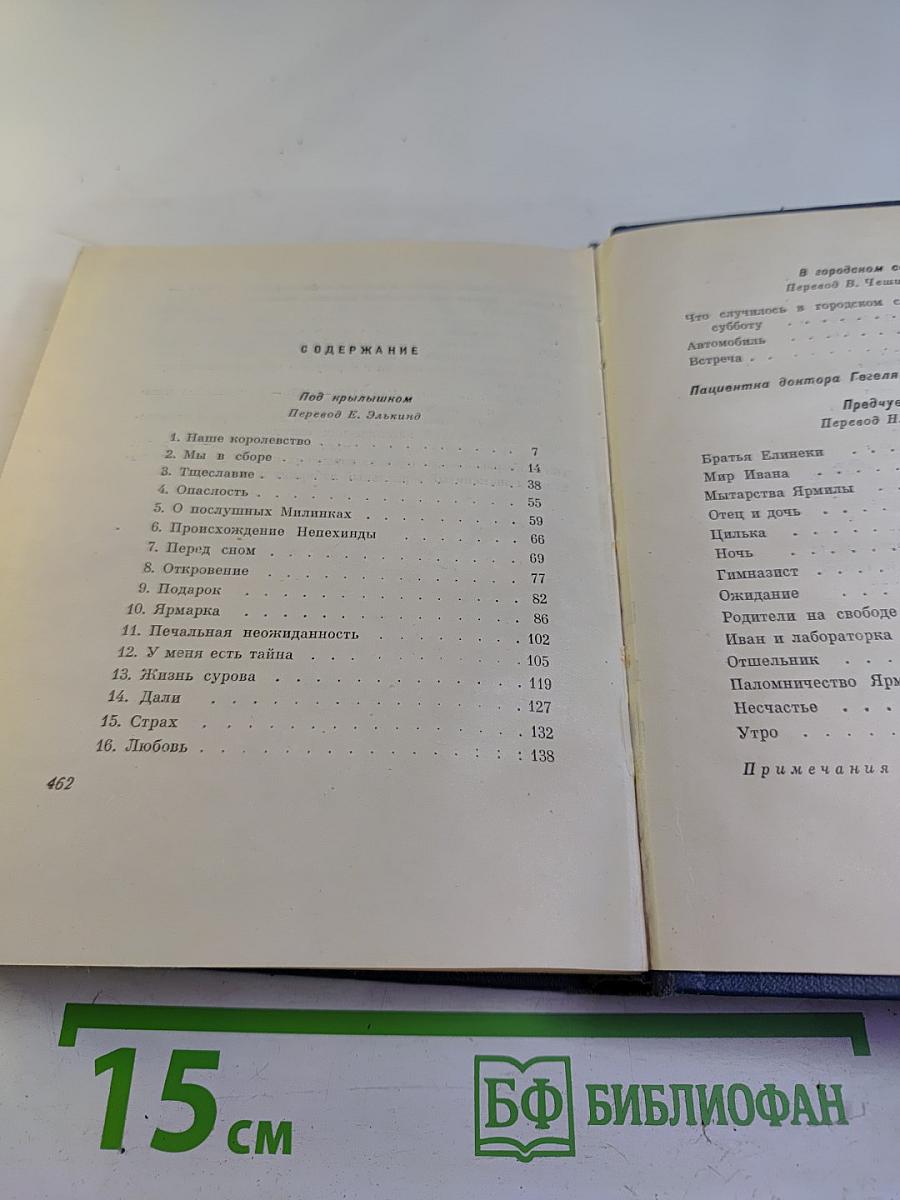 СОДЕРЖАНИЕ
Под крылышком
Перевод Е. Элькинд
1. Наше королевство . . . . . . . . . . 7
2. Мы в сборе . . . . . . . . . . . . 14
3. Тщеславие . . . . . . . . . . . . 38
4. Опасность . . . . . . . . . . . . 55
5. О послушных Милинках . . . . . . . . 59
6. Происхождение Непехинды . . . . . . 66
7. Перед сном . . . . . . . . . . . . 69
8. Откровение . . . . . . . . . . . . 77
9. Подарок . . . . . . . . . . . . . 82
10. Ярмарка . . . . . . . . . . . . . 86
11. Печальная неожиданность . . . . . . . 102
12. У меня есть тайна . . . . . . . . . . 105
13. Жизнь сурова . . . . . . . . . . . 119
14. Дали . . . . . . . . . . . . . . 127
15. Страх . . . . . . . . . . . . . . 132
16. Любовь . . . . . . . . . . . . . . 138
462
В городском
Перевод В.
Что случилось в городском
субботу . . . . . .
Автомобиль . . . . . .
Встреча . . . . . . .
Пациентка доктора Гегеля
Перевод Н.
Братья Елинеки . . .
Мир Ивана . . . .
Мытарства Ярмилы . .
Отец и дочь . . . .
Цилька . . . . .
Ночь . . . . .
Гимназист . . . .
Ожидание . . . .
Родители на свободе
Иван и лабораторка
Отшельник . . .
Паломничество
Несчастье . . .
Утро . . . .
Примечания
15 см
БФ БИБЛИОФАН